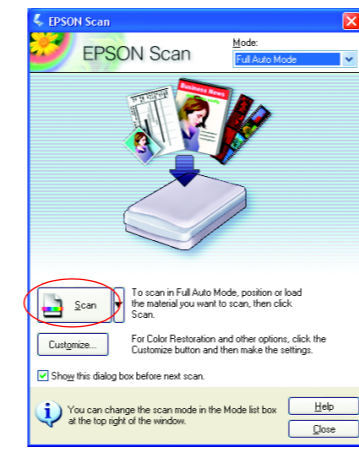 EPSON Scan
EPSON Scan
Mode:
Full Auto Mode
Business News
Scan
To scan in Full Auto Mode, position or load
the material you want to scan, then click
Scan.
Customize...
For Color Restoration and other options, click the
Customize button and then make the settings.
Show this dialog box before next scan.
You can change the scan mode in the Mode list box
at the top right of the window.
Help
Close